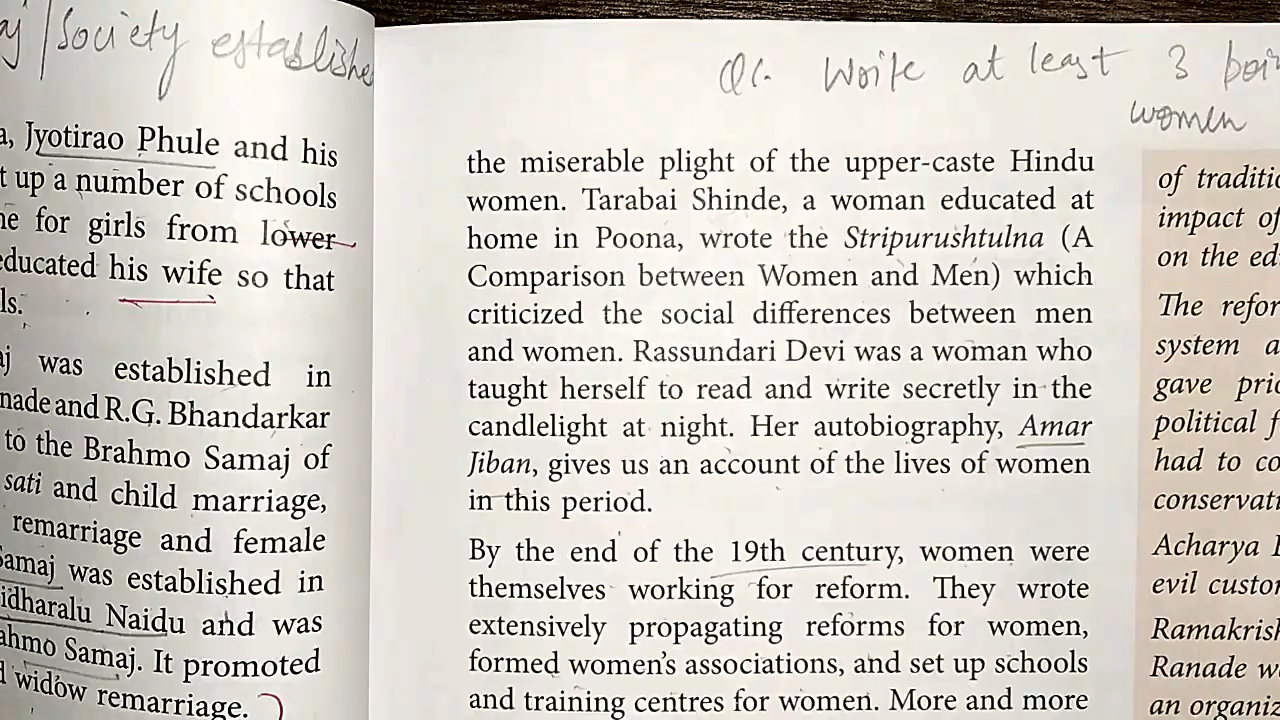 Society establishe
a, Jyotirao Phule and his
t up a number of schools
ne for girls from lower
educated his wife so that
ls.
aj was established in
nade and R.G. Bhandarkar
to the Brahmo Samaj of
sati and child marriage,
remarriage and female
Samaj was established in
idharalu Naidu and was
ahmo Samaj. It promoted
d widow remarriage.
Q1. Write at least 3 poi
women
the miserable plight of the upper-caste Hindu
women. Tarabai Shinde, a woman educated at
home in Poona, wrote the Stripurushtulna (A
Comparison between Women and Men) which
criticized the social differences between men
and women. Rassundari Devi was a woman who
taught herself to read and write secretly in the
candlelight at night. Her autobiography, Amar
Jiban, gives us an account of the lives of women
in this period.
By the end of the 19th century, women were
themselves working for reform. They wrote
extensively propagating reforms for women,
formed women's associations, and set up schools
and training centres for women. More and more
of traditio
impact of
on the ed
The refor
system a
gave pric
political f
had to co
conservati
Acharya
evil custo
Ramakrish
Ranade w
an organiz